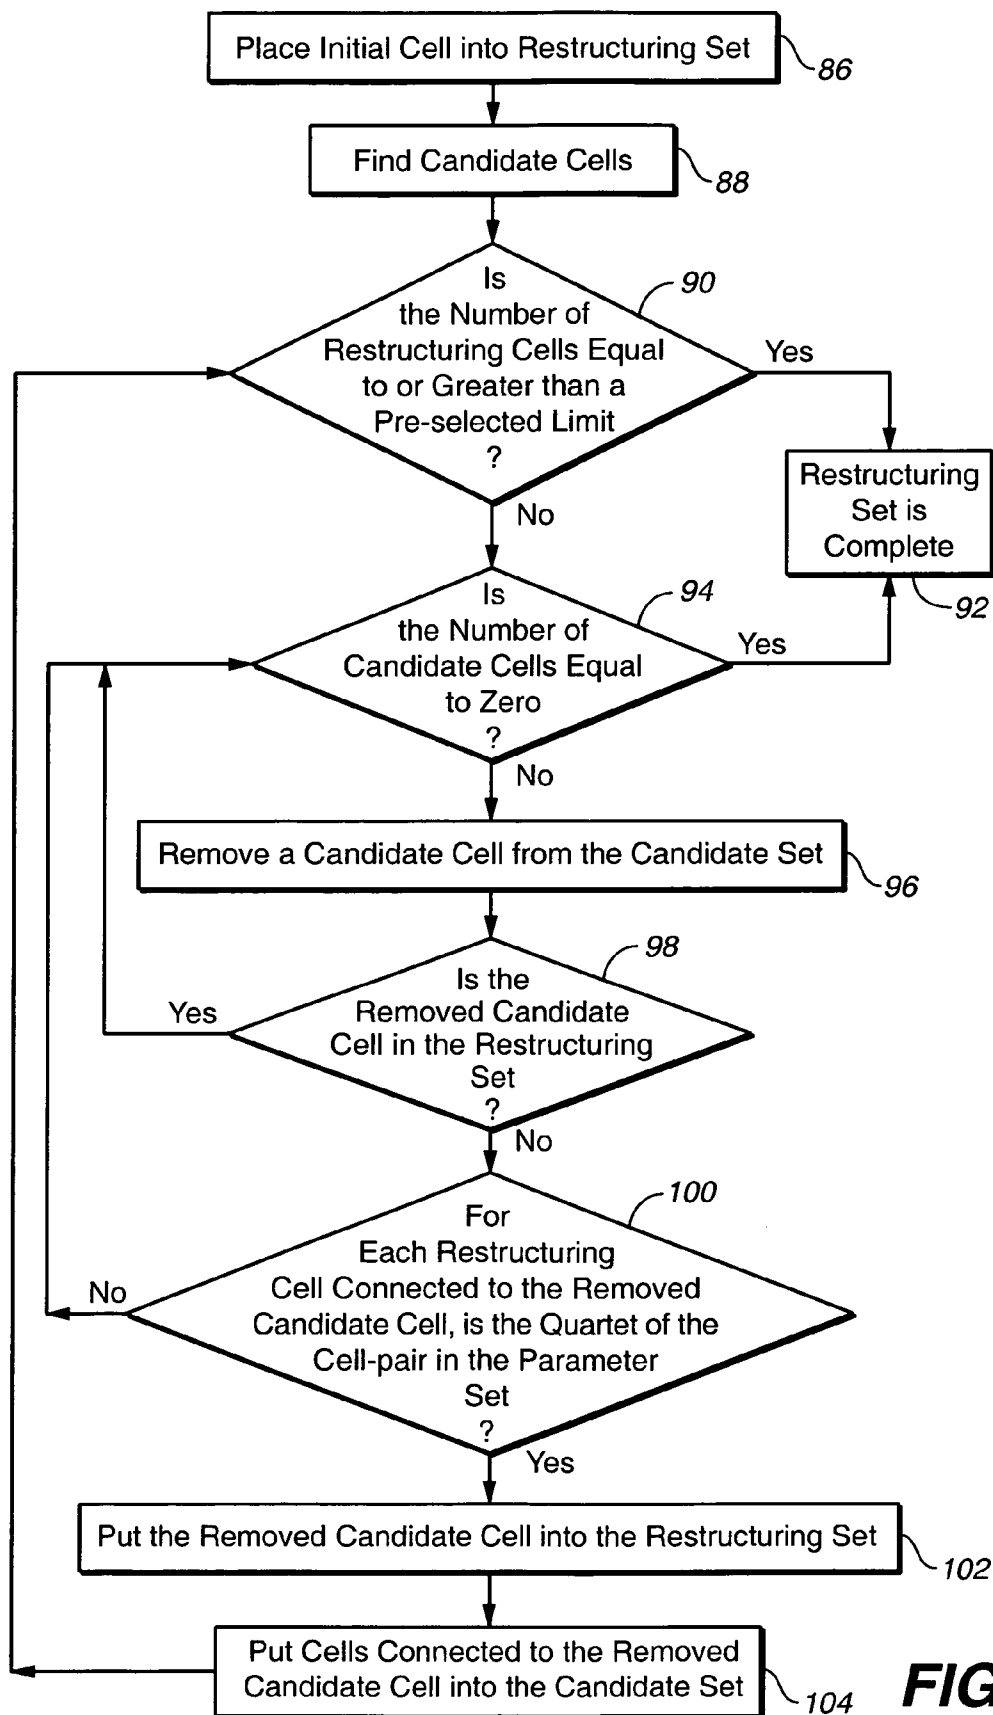 Place Initial Cell into Restructuring Set
86
Find Candidate Cells
88
Is
the Number of
Restructuring Cells Equal
to or Greater than a
Pre-selected Limit
?
90
Yes
No
Restructuring
Set is
Complete
92
Is
the Number of
Candidate Cells Equal
to Zero
?
94
Yes
No
Remove a Candidate Cell from the Candidate Set
96
Is the
Removed Candidate
Cell in the Restructuring
Set
?
98
Yes
No
For
Each Restructuring
Cell Connected to the Removed
Candidate Cell, is the Quartet of the
Cell-pair in the Parameter
Set
?
100
No
Yes
Put the Removed Candidate Cell into the Restructuring Set
102
Put Cells Connected to the Removed
Candidate Cell into the Candidate Set
104
FIG